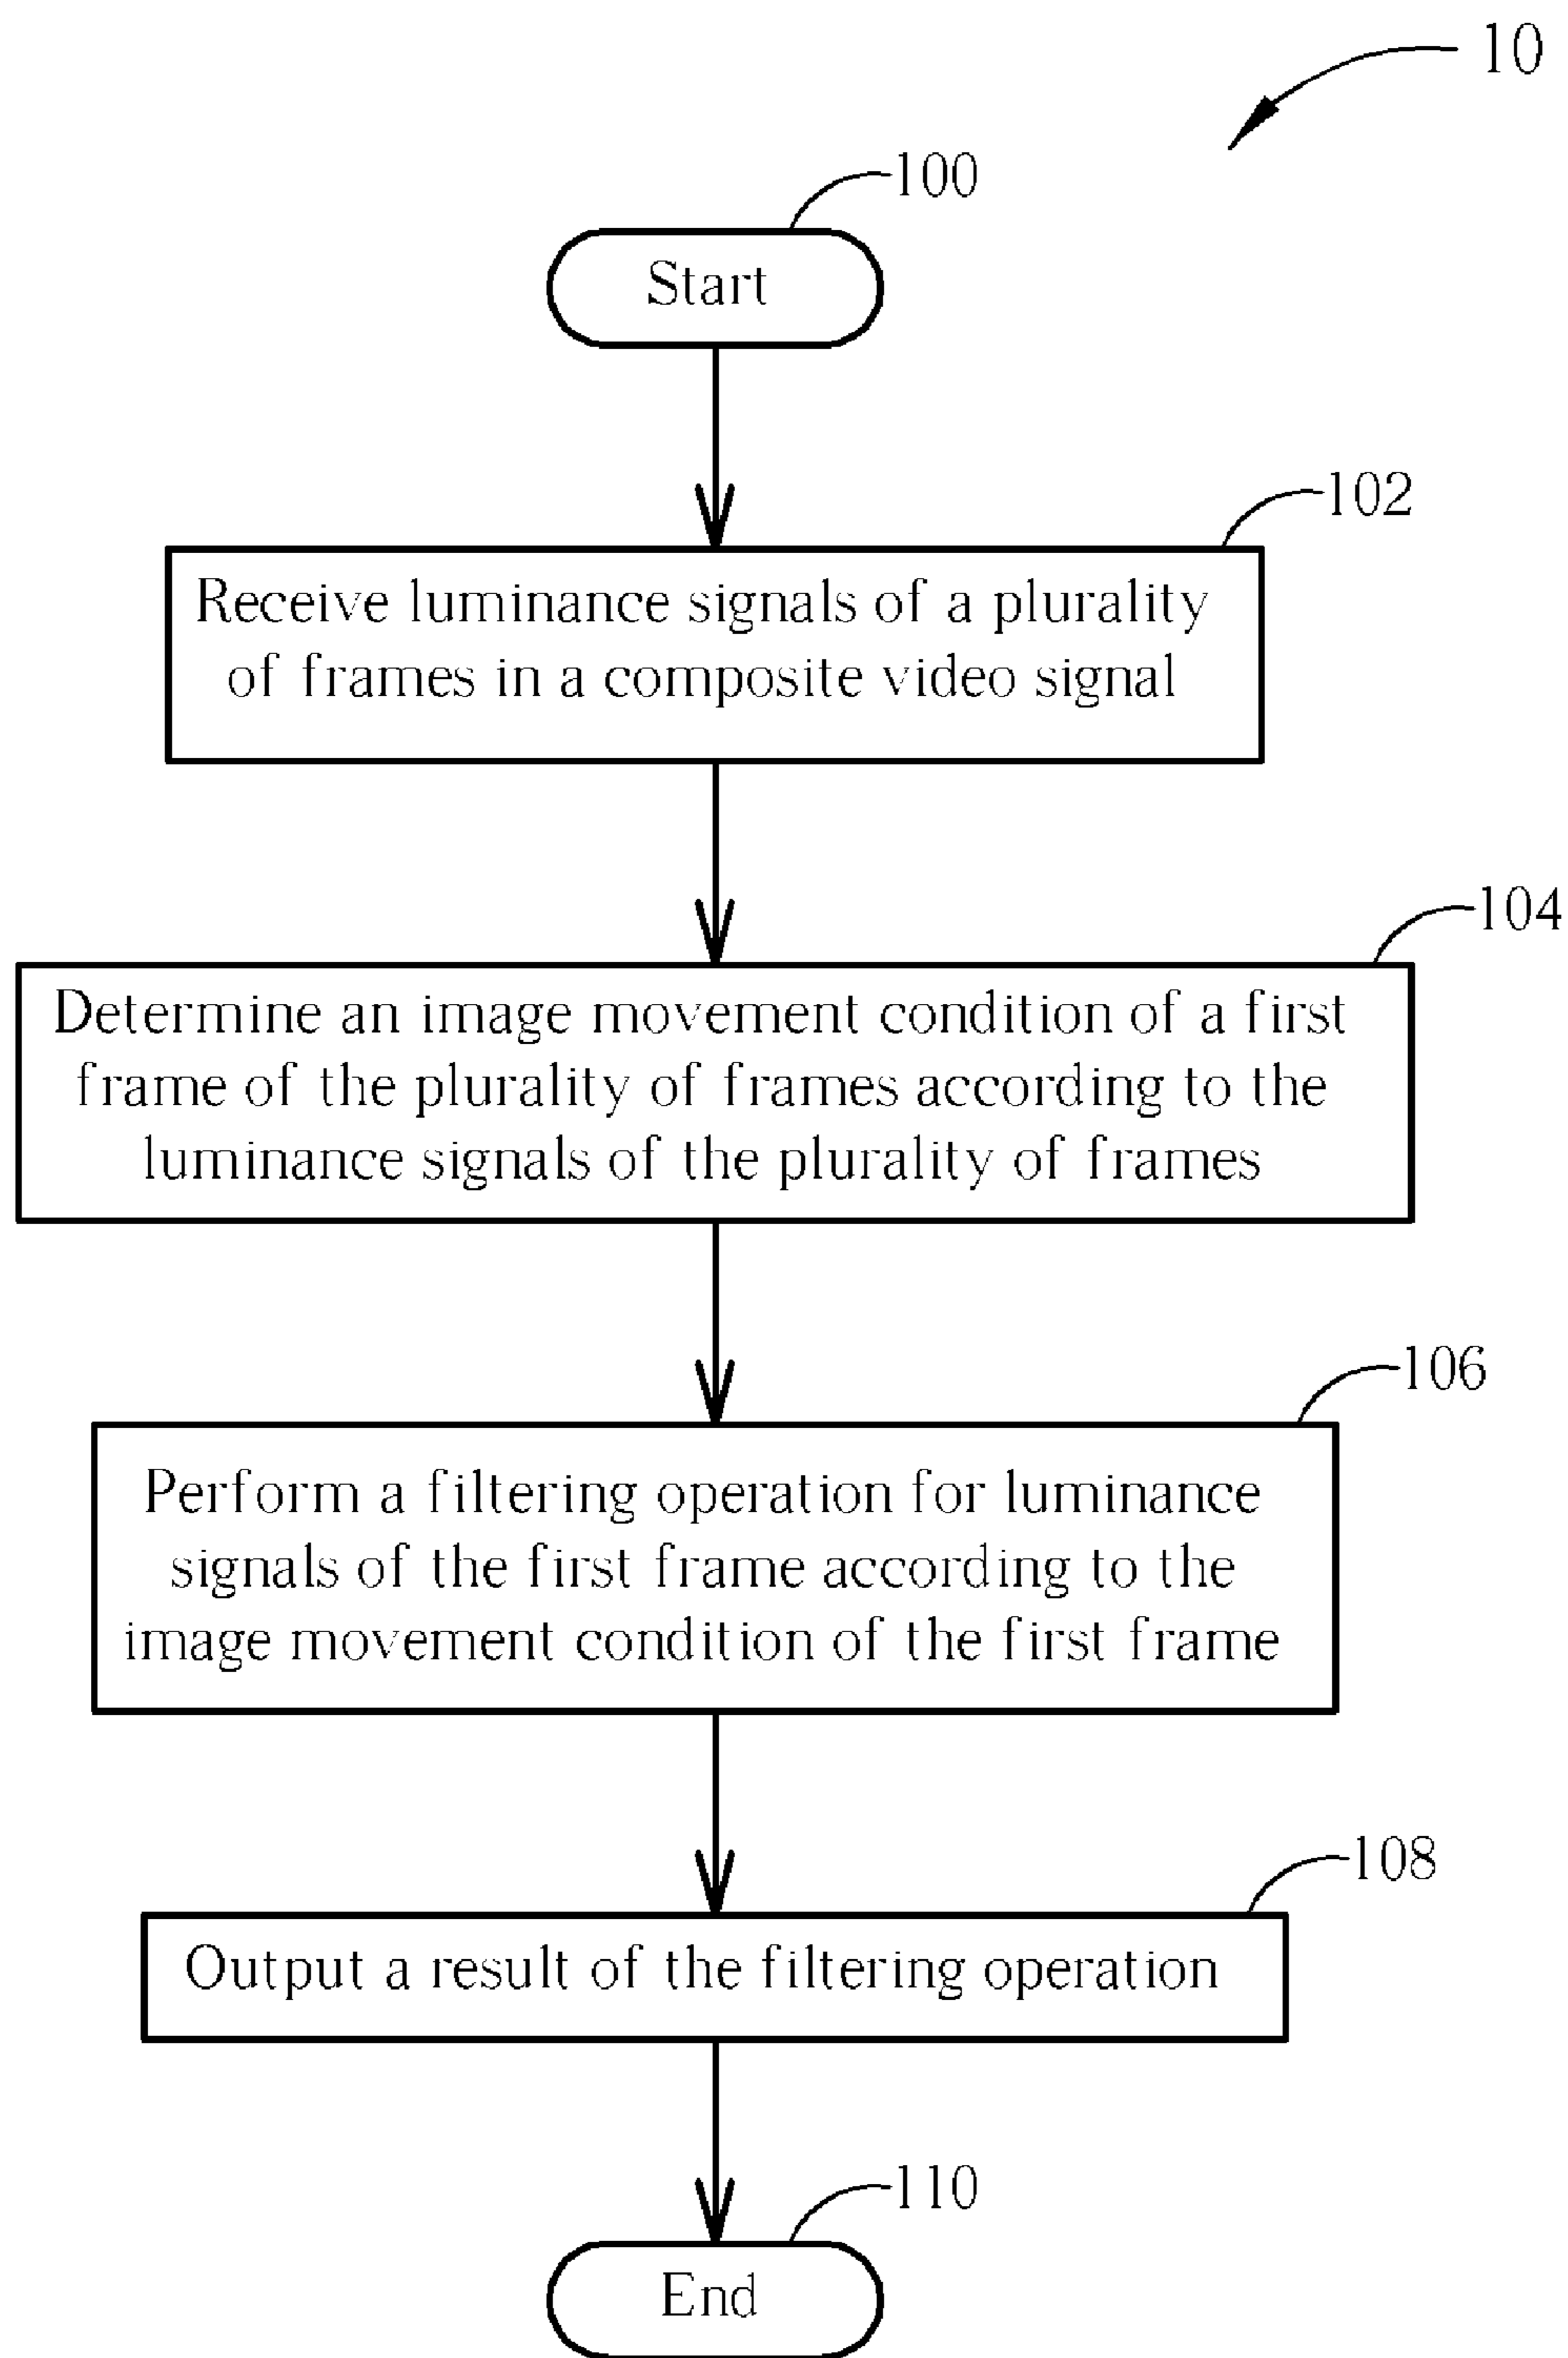 10
100
Start
102
Receive luminance signals of a plurality
of frames in a composite video signal
104
Determine an image movement condition of a first
frame of the plurality of frames according to the
luminance signals of the plurality of frames
106
Perform a filtering operation for luminance
signals of the first frame according to the
image movement condition of the first frame
108
Output a result of the filtering operation
110
End